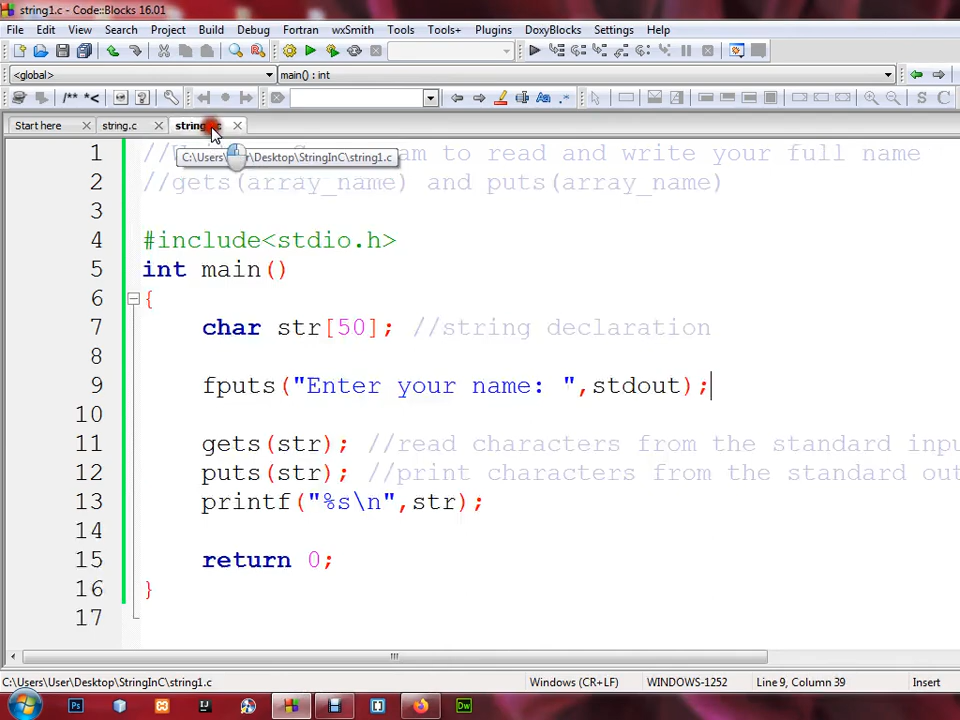 string1.c - Code::Blocks 16.01
File Edit View Search Project Build Debug Fortran wxSmith Tools Tools+ Plugins DoxyBlocks Settings Help
<global> main() : int
/** *<
Start here string.c string
C:\Users\ r\Desktop\StringInC\string1.c
1 // am to read and write your full name
2 //gets(array_name) and puts(array_name)
3
4 #include<stdio.h>
5 int main()
6 {
7 char str[50]; //string declaration
8
9 fputs("Enter your name: ",stdout);
10
11 gets(str); //read characters from the standard inpu
12 puts(str); //print characters from the standard out
13 printf("%s\n",str);
14
15 return 0;
16 }
17
C:\Users\User\Desktop\StringInC\string1.c Windows (CR+LF) WINDOWS-1252 Line 9, Column 39 Insert
Ps IJ Dw